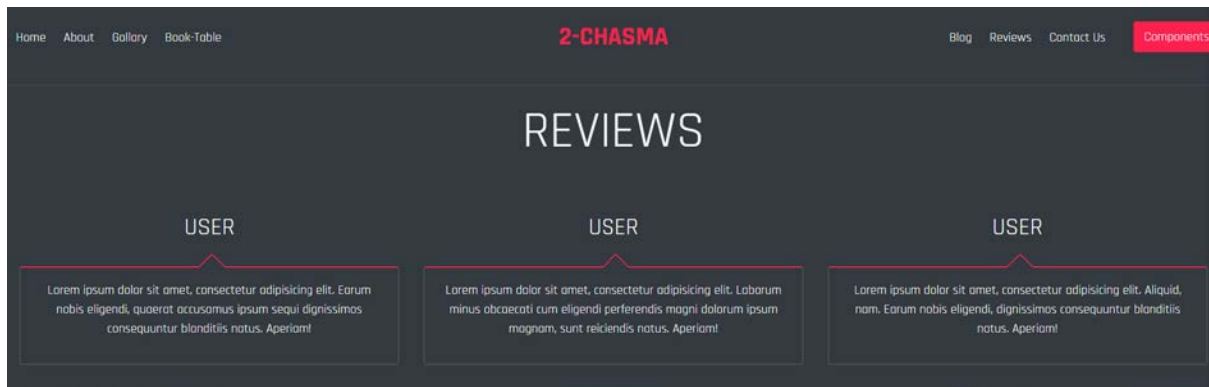 Home About Gallary Book-Table 2-CHASMA Blog Reviews Contact Us Components
REVIEWS
USER
Lorem ipsum dolor sit amet, consectetur adipisicing elit. Earum
nobis eligendi, quaerat accusamus ipsum sequi dignissimos
consequuntur blanditiis natus. Aperiam!
USER
Lorem ipsum dolor sit amet, consectetur adipisicing elit. Laborum
minus obcaecati cum eligendi perferendis magni dolorum ipsum
magnam, sunt reiciendis natus. Aperiam!
USER
Lorem ipsum dolor sit amet, consectetur adipisicing elit. Aliquid,
nam. Earum nobis eligendi, dignissimos consequuntur blanditiis
natus. Aperiam!